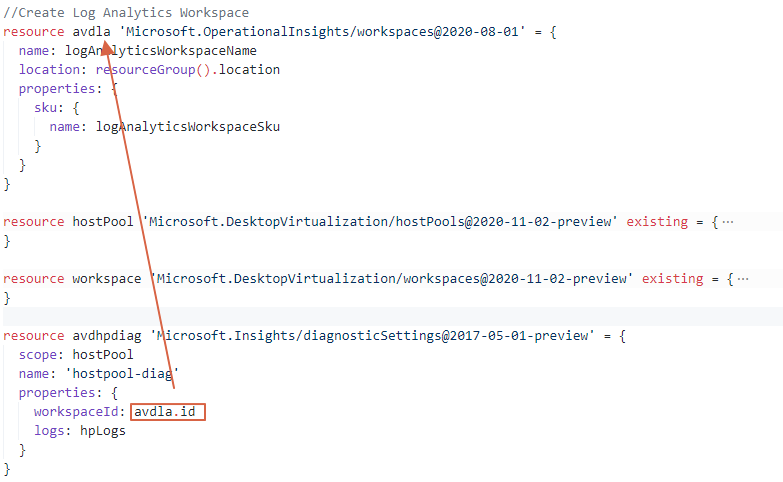 //Create Log Analytics Workspace
resource avdla 'Microsoft.OperationalInsights/workspaces@2020-08-01' = {
name: logAnalyticsWorkspaceName
location: resourceGroup().location
properties: {
sku: {
name: logAnalyticsWorkspaceSku
}
}
}
resource hostPool 'Microsoft.DesktopVirtualization/hostPools@2020-11-02-preview' existing = {···
}
resource workspace 'Microsoft.DesktopVirtualization/workspaces@2020-11-02-preview' existing = {···
}
resource avdhpdiag 'Microsoft.Insights/diagnosticSettings@2017-05-01-preview' = {
scope: hostPool
name: 'hostpool-diag'
properties: {
workspaceId: avdla.id
logs: hpLogs
}
}